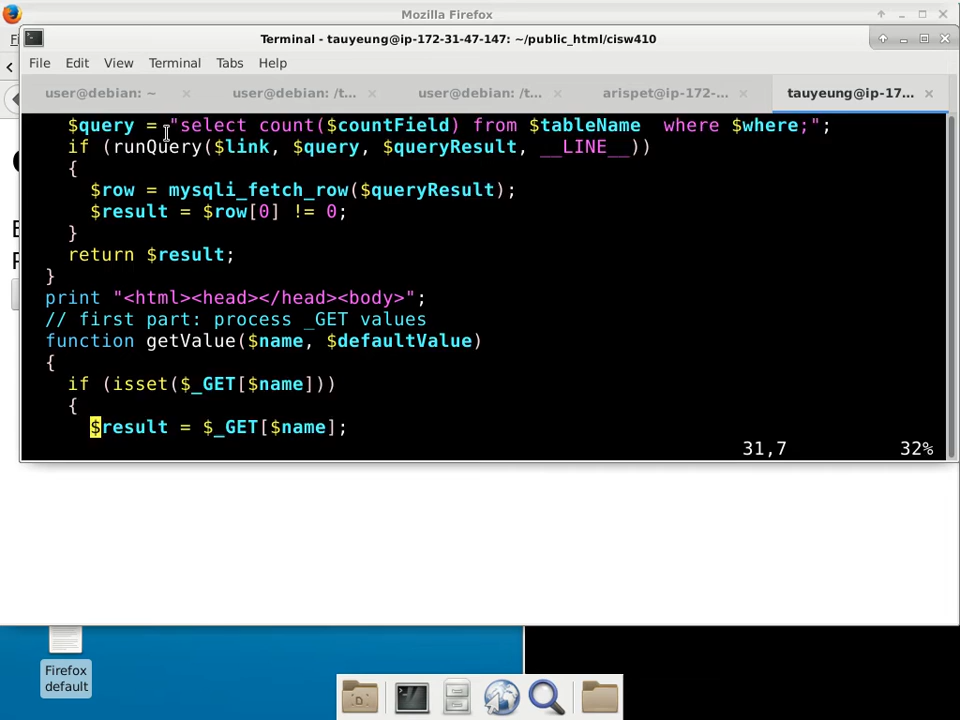 Mozilla Firefox
Terminal - tauyeung@ip-172-31-47-147: ~/public_html/cisw410
File Edit View Terminal Tabs Help
user@debian: ~ × user@debian: /t... × user@debian: /t... × arispet@ip-172-... × tauyeung@ip-17... ×
$query = "select count($countField) from $tableName  where $where;";
if (runQuery($link, $query, $queryResult, __LINE__))
{
$row = mysqli_fetch_row($queryResult);
$result = $row[0] != 0;
}
return $result;
}
print "<html><head></head><body>";
// first part: process _GET values
function getValue($name, $defaultValue)
{
if (isset($_GET[$name]))
{
$result = $_GET[$name];
31,7 32%
Firefox
default